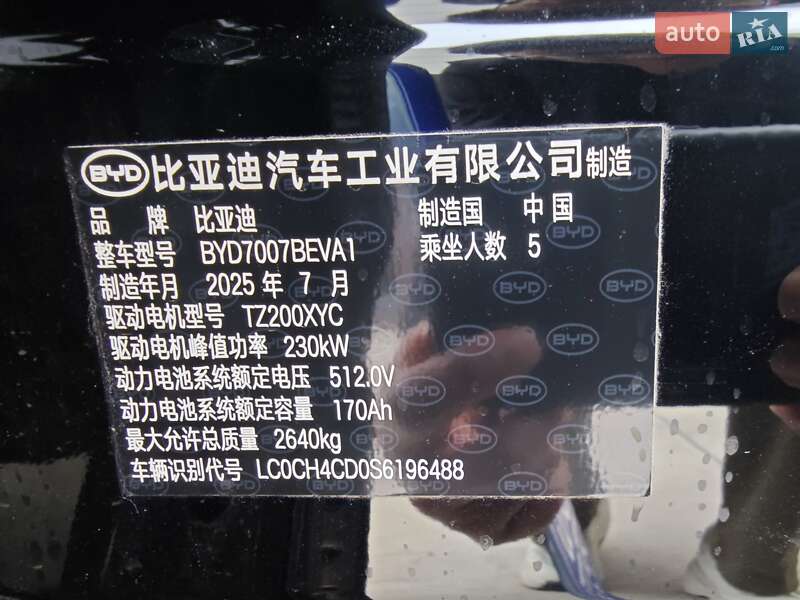 auto RIA .com
BYD 比亚迪汽车工业有限公司制造
品 牌 比亚迪 制造国 中国
整车型号 BYD7007BEVA1 乘坐人数 5
制造年月 2025 年 7 月
驱动电机型号 TZ200XYC
驱动电机峰值功率 230kW
动力电池系统额定电压 512.0V
动力电池系统额定容量 170Ah
最大允许总质量 2640kg
车辆识别代号 LC0CH4CD0S6196488